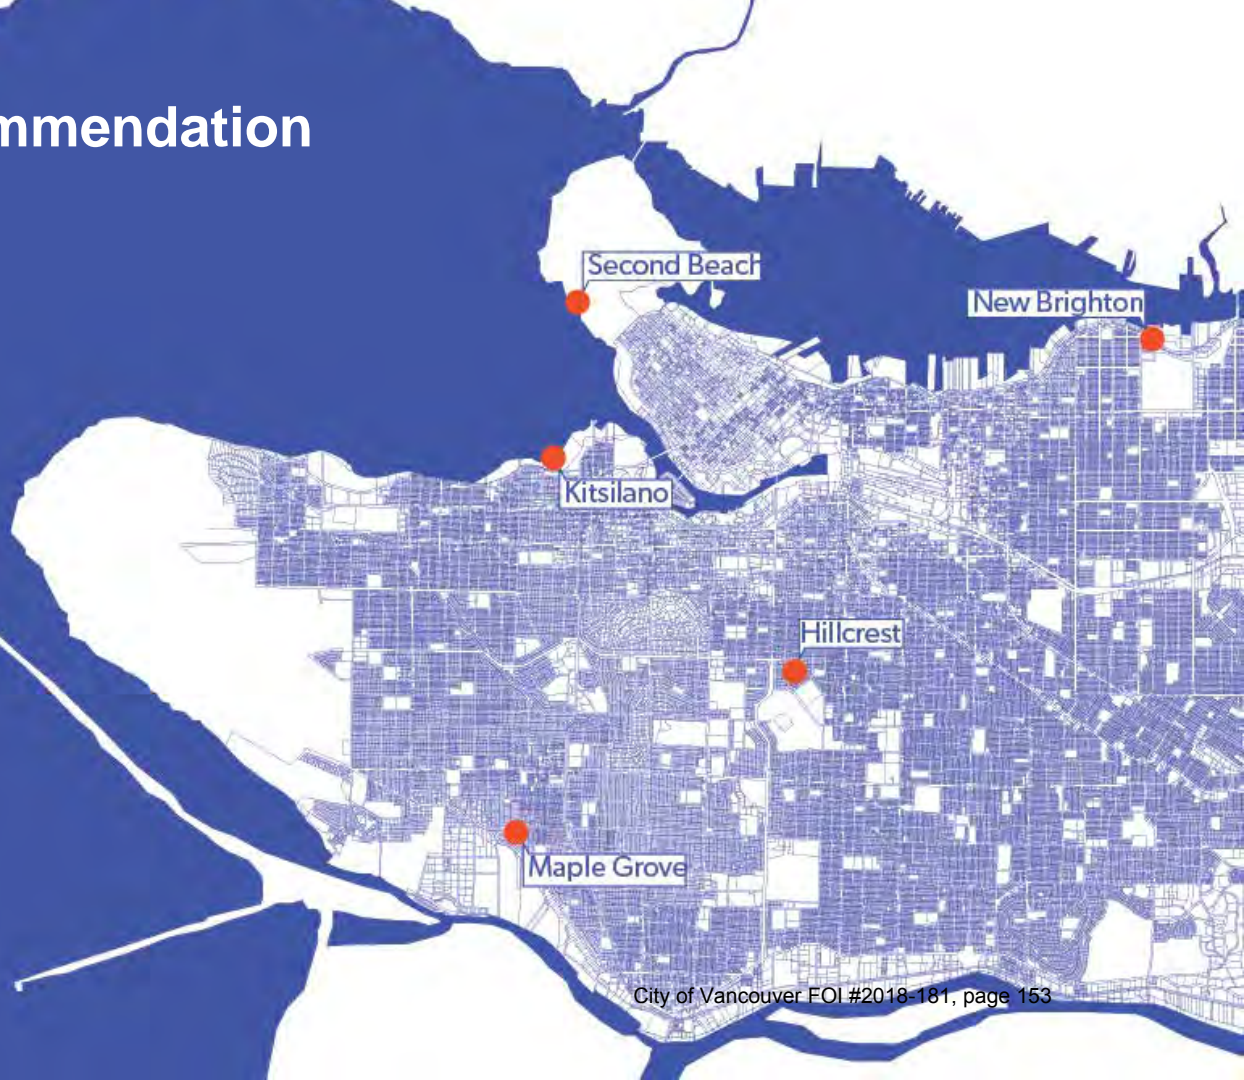 mmendation
Second Beach
New Brighton
Kitsilano
Hillcrest
Maple Grove
City of Vancouver FOI #2018-181, page 153